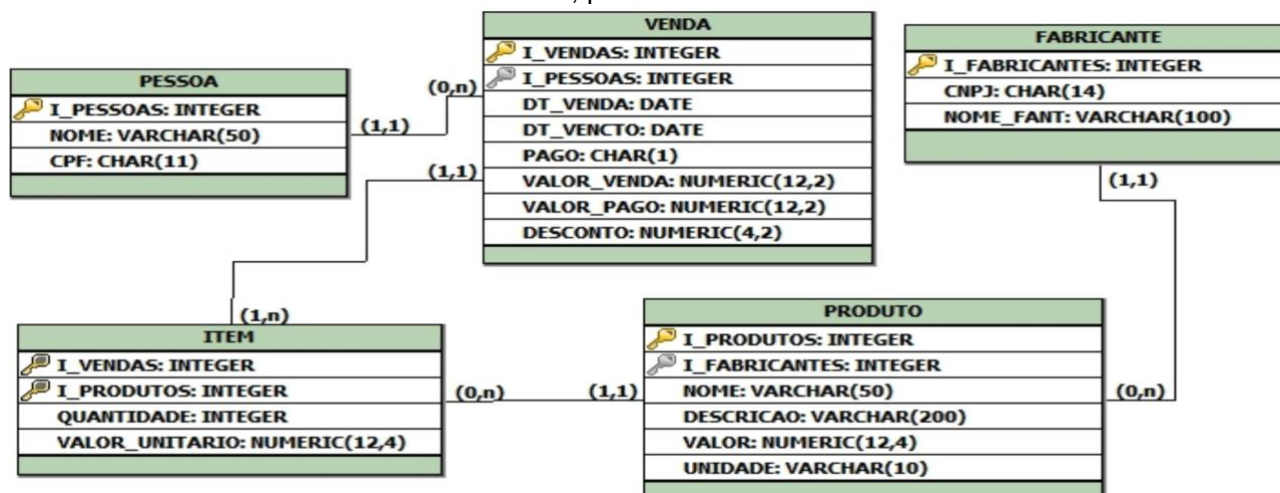 VENDA
I_VENDAS: INTEGER
I_PESSOAS: INTEGER
DT_VENDA: DATE
DT_VENCTO: DATE
PAGO: CHAR(1)
VALOR_VENDA: NUMERIC(12,2)
VALOR_PAGO: NUMERIC(12,2)
DESCONTO: NUMERIC(4,2)
FABRICANTE
I_FABRICANTES: INTEGER
CNPJ: CHAR(14)
NOME_FANT: VARCHAR(100)
PESSOA
I_PESSOAS: INTEGER
NOME: VARCHAR(50)
CPF: CHAR(11)
(0,n)
(1,1)
(1,1)
(1,1)
(1,n)
ITEM
I_VENDAS: INTEGER
I_PRODUTOS: INTEGER
QUANTIDADE: INTEGER
VALOR_UNITARIO: NUMERIC(12,4)
(0,n)
(1,1)
PRODUTO
I_PRODUTOS: INTEGER
I_FABRICANTES: INTEGER
NOME: VARCHAR(50)
DESCRICAO: VARCHAR(200)
VALOR: NUMERIC(12,4)
UNIDADE: VARCHAR(10)
(0,n)